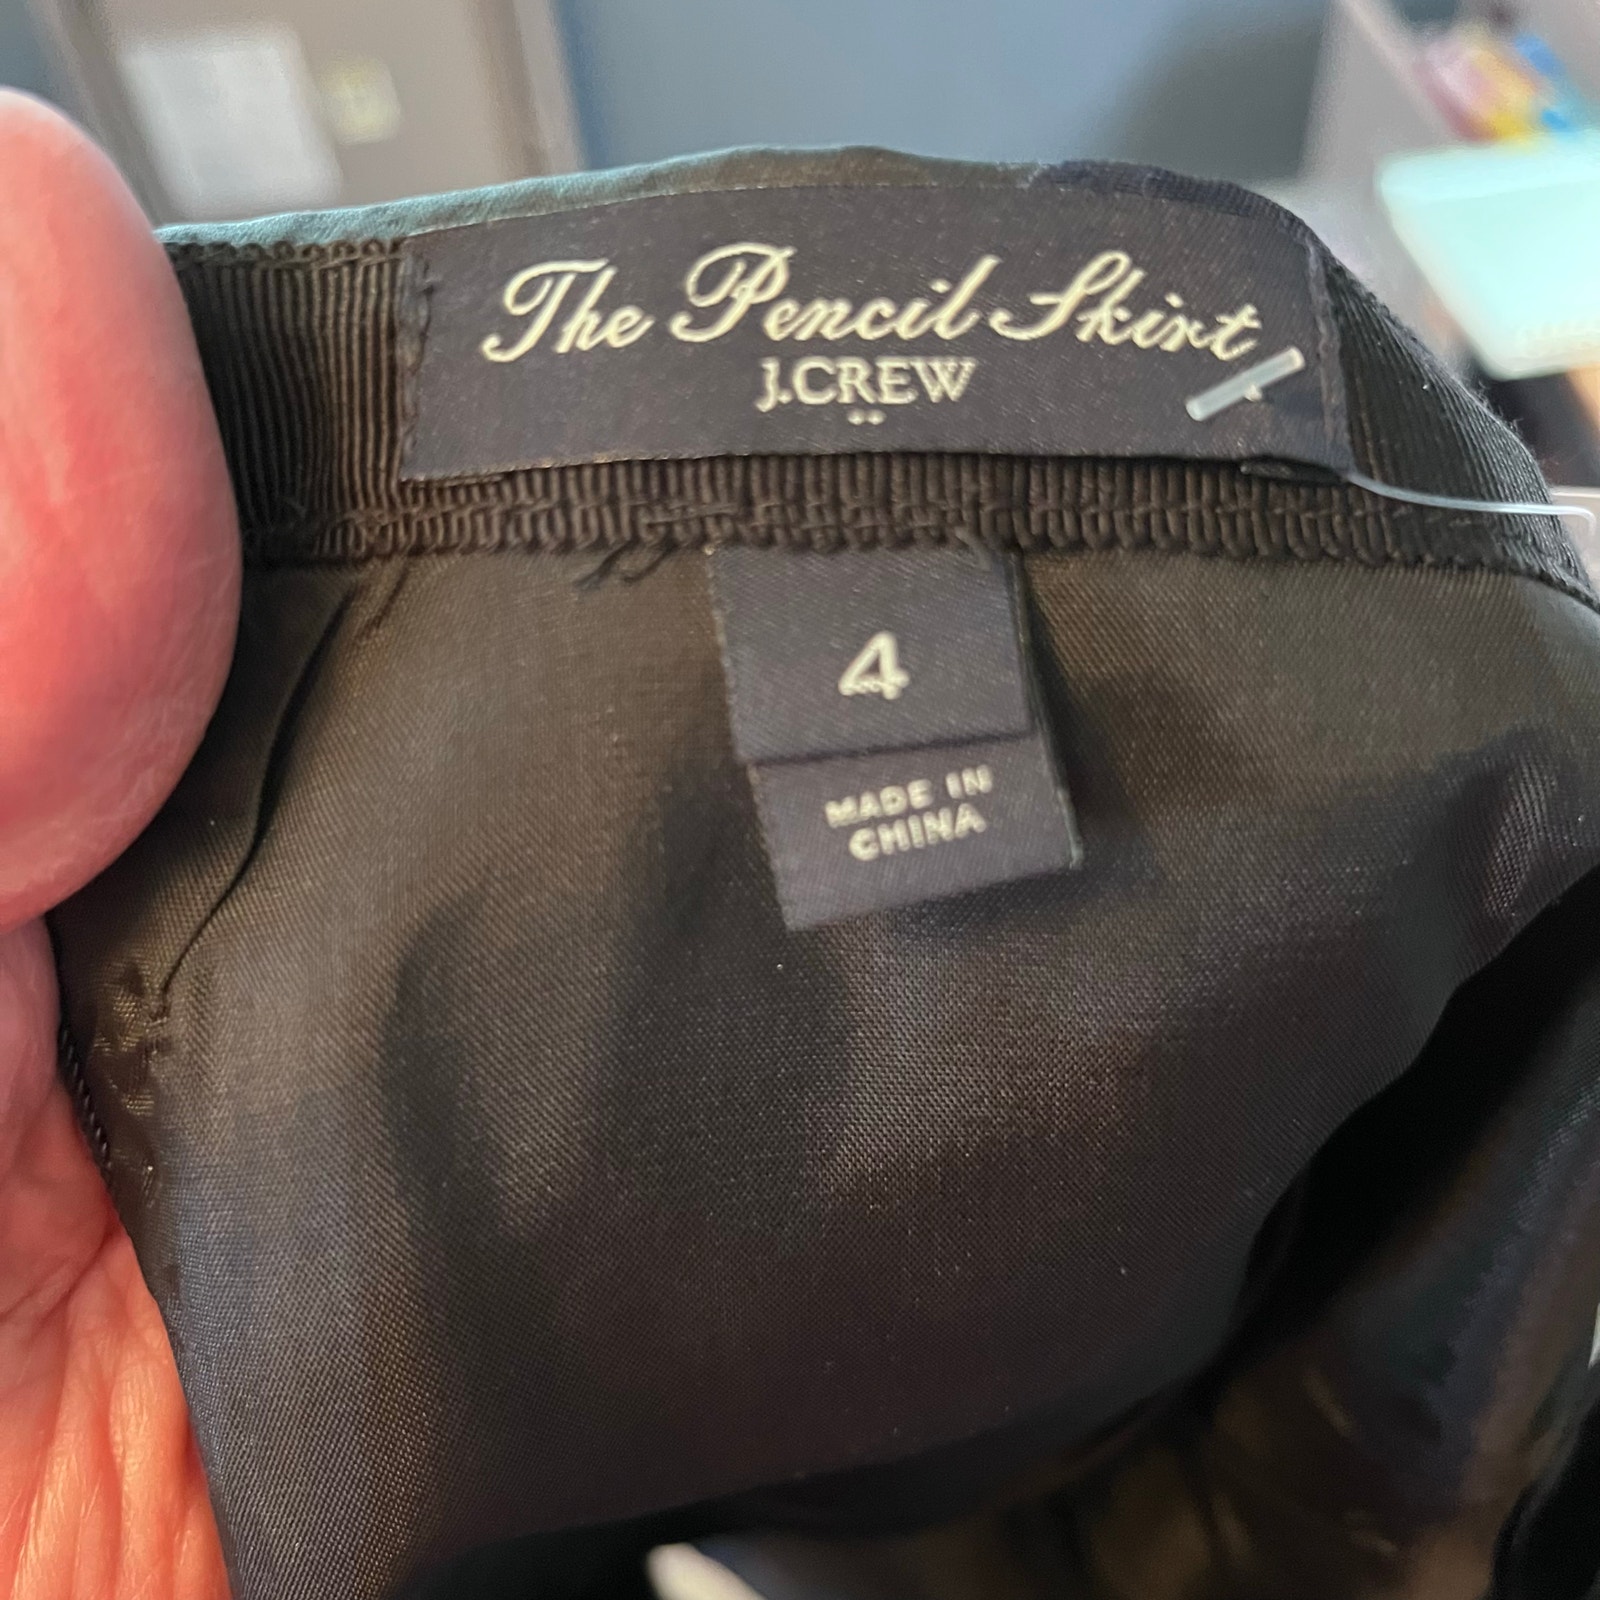 The Pencil Skirt
J.CREW
4
MADE IN
CHINA